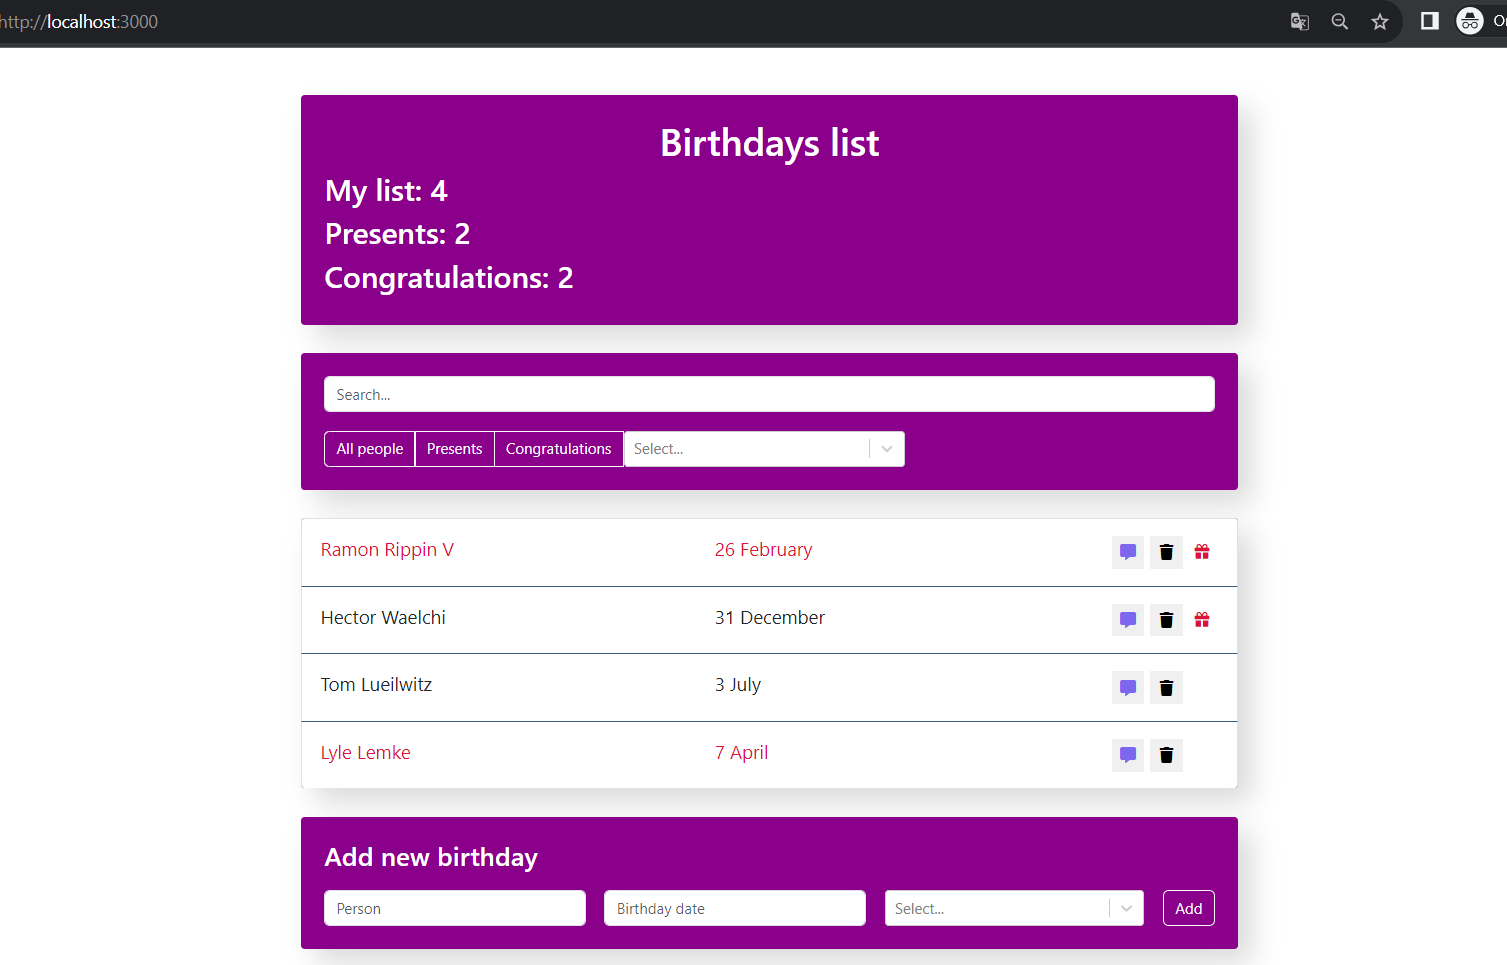 http://localhost:3000
Birthdays list
My list: 4
Presents: 2
Congratulations: 2
Search...
All people Presents Congratulations Select...
Ramon Rippin V 26 February
Hector Waelchi 31 December
Tom Lueilwitz 3 July
Lyle Lemke 7 April
Add new birthday
Person Birthday date Select... Add